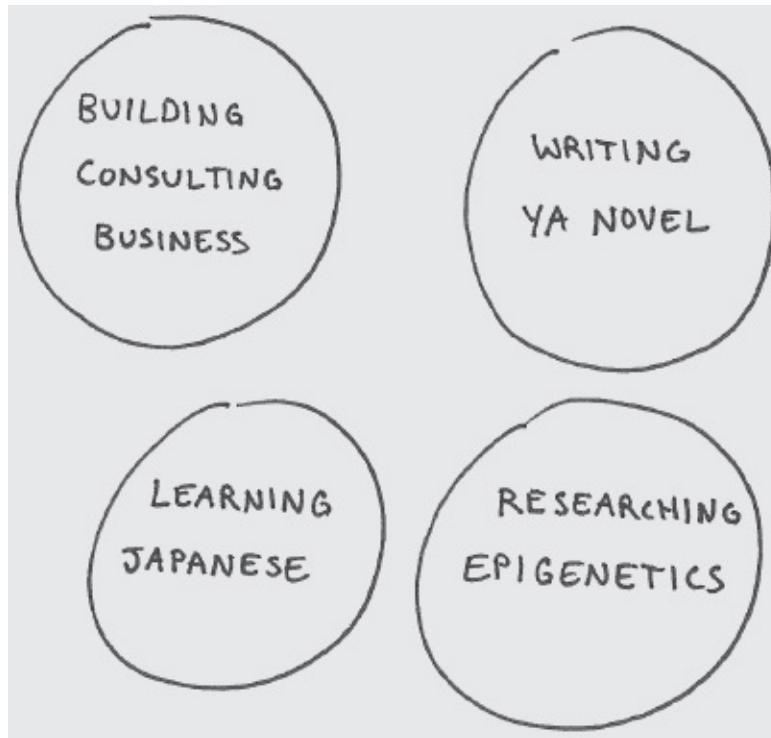 BUILDING
CONSULTING
BUSINESS
WRITING
YA NOVEL
LEARNING
JAPANESE
RESEARCHING
EPIGENETICS